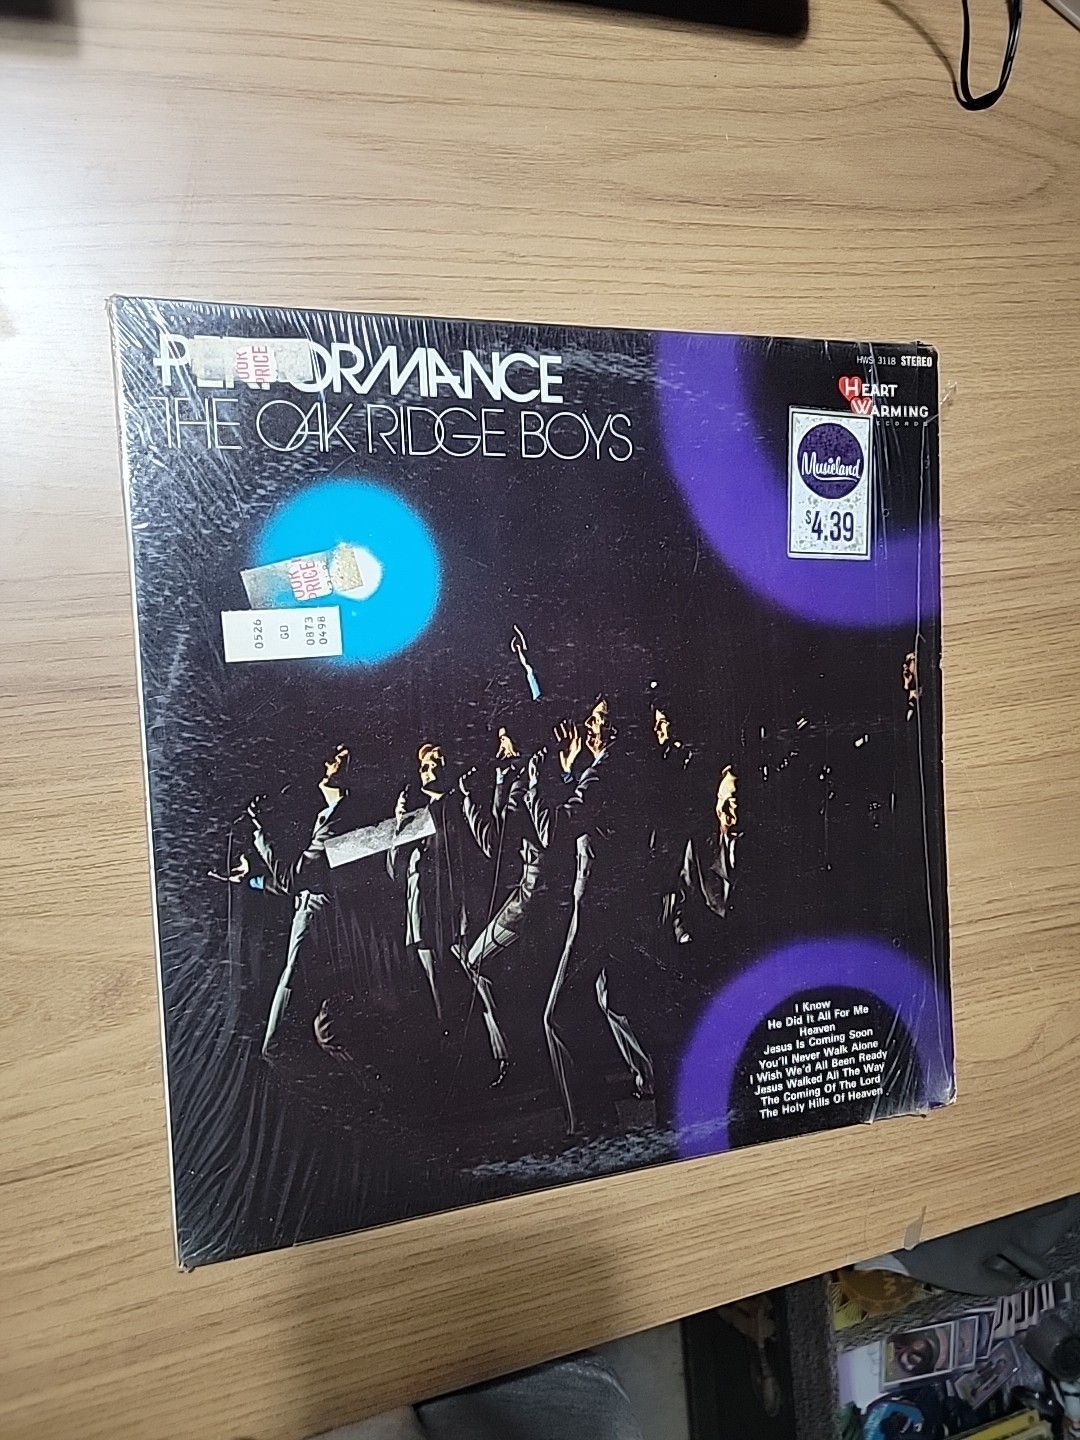 PERFORMANCE
THE OAK RIDGE BOYS
HWS 3118 STEREO
HEART
WARMING
RECORDS
Musicland
$4.39
OUR
PRICE
OUR
PRICE
0526
GD
0873
0498
I Know
He Did It All For Me
Heaven
Jesus Is Coming Soon
You'll Never Walk Alone
I Wish We'd All Been Ready
Jesus Walked All The Way
The Coming Of The Lord
The Holy Hills Of Heaven